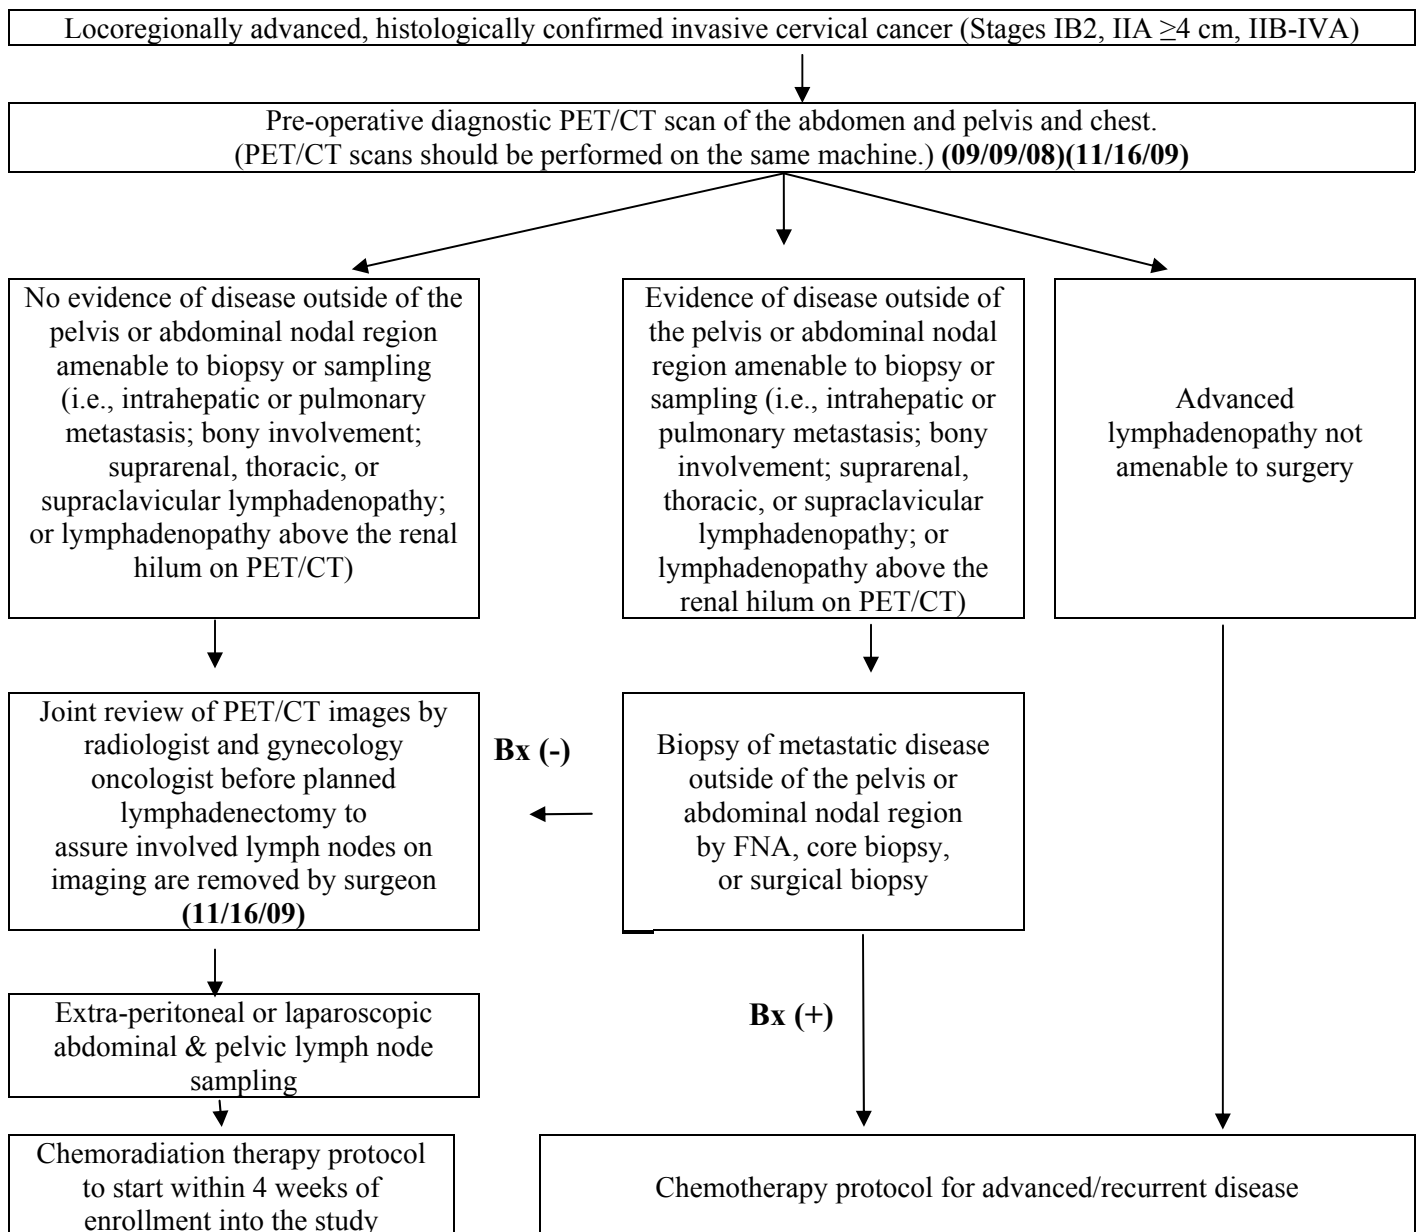 Locoregionally advanced, histologically confirmed invasive cervical cancer (Stages IB2, IIA ≥4 cm, IIB-IVA)
Pre-operative diagnostic PET/CT scan of the abdomen and pelvis and chest.
(PET/CT scans should be performed on the same machine.) (09/09/08)(11/16/09)
No evidence of disease outside of the
pelvis or abdominal nodal region
amenable to biopsy or sampling
(i.e., intrahepatic or pulmonary
metastasis; bony involvement;
suprarenal, thoracic, or
supraclavicular lymphadenopathy;
or lymphadenopathy above the renal
hilum on PET/CT)
Evidence of disease outside of
the pelvis or abdominal nodal
region amenable to biopsy or
sampling (i.e., intrahepatic or
pulmonary metastasis; bony
involvement; suprarenal,
thoracic, or supraclavicular
lymphadenopathy; or
lymphadenopathy above the
renal hilum on PET/CT)
Advanced
lymphadenopathy not
amenable to surgery
Joint review of PET/CT images by
radiologist and gynecology
oncologist before planned
lymphadenectomy to
assure involved lymph nodes on
imaging are removed by surgeon
(11/16/09)
Bx (-)
Biopsy of metastatic disease
outside of the pelvis or
abdominal nodal region
by FNA, core biopsy,
or surgical biopsy
Extra-peritoneal or laparoscopic
abdominal & pelvic lymph node
sampling
Bx (+)
Chemoradiation therapy protocol
to start within 4 weeks of
enrollment into the study
Chemotherapy protocol for advanced/recurrent disease